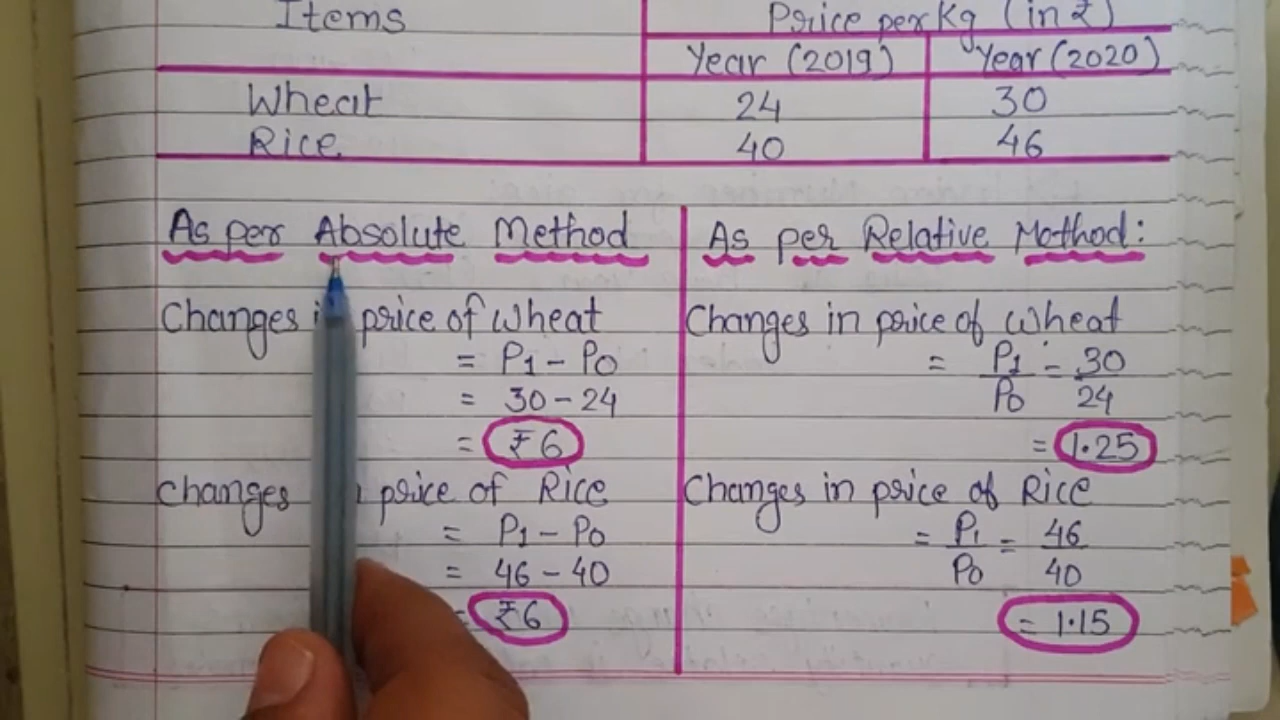 Items Price per Kg (in ₹)
Year (2019) Year (2020)
Wheat 24 30
Rice 40 46
As per Absolute Method
Changes price of wheat
= P1 - P0
= 30 - 24
= ₹6
Changes price of Rice
= P1 - P0
= 46 - 40
= ₹6
As per Relative Method:
Changes in price of wheat
= P1/P0 = 30/24
= 1.25
Changes in price of Rice
= P1/P0 = 46/40
= 1.15